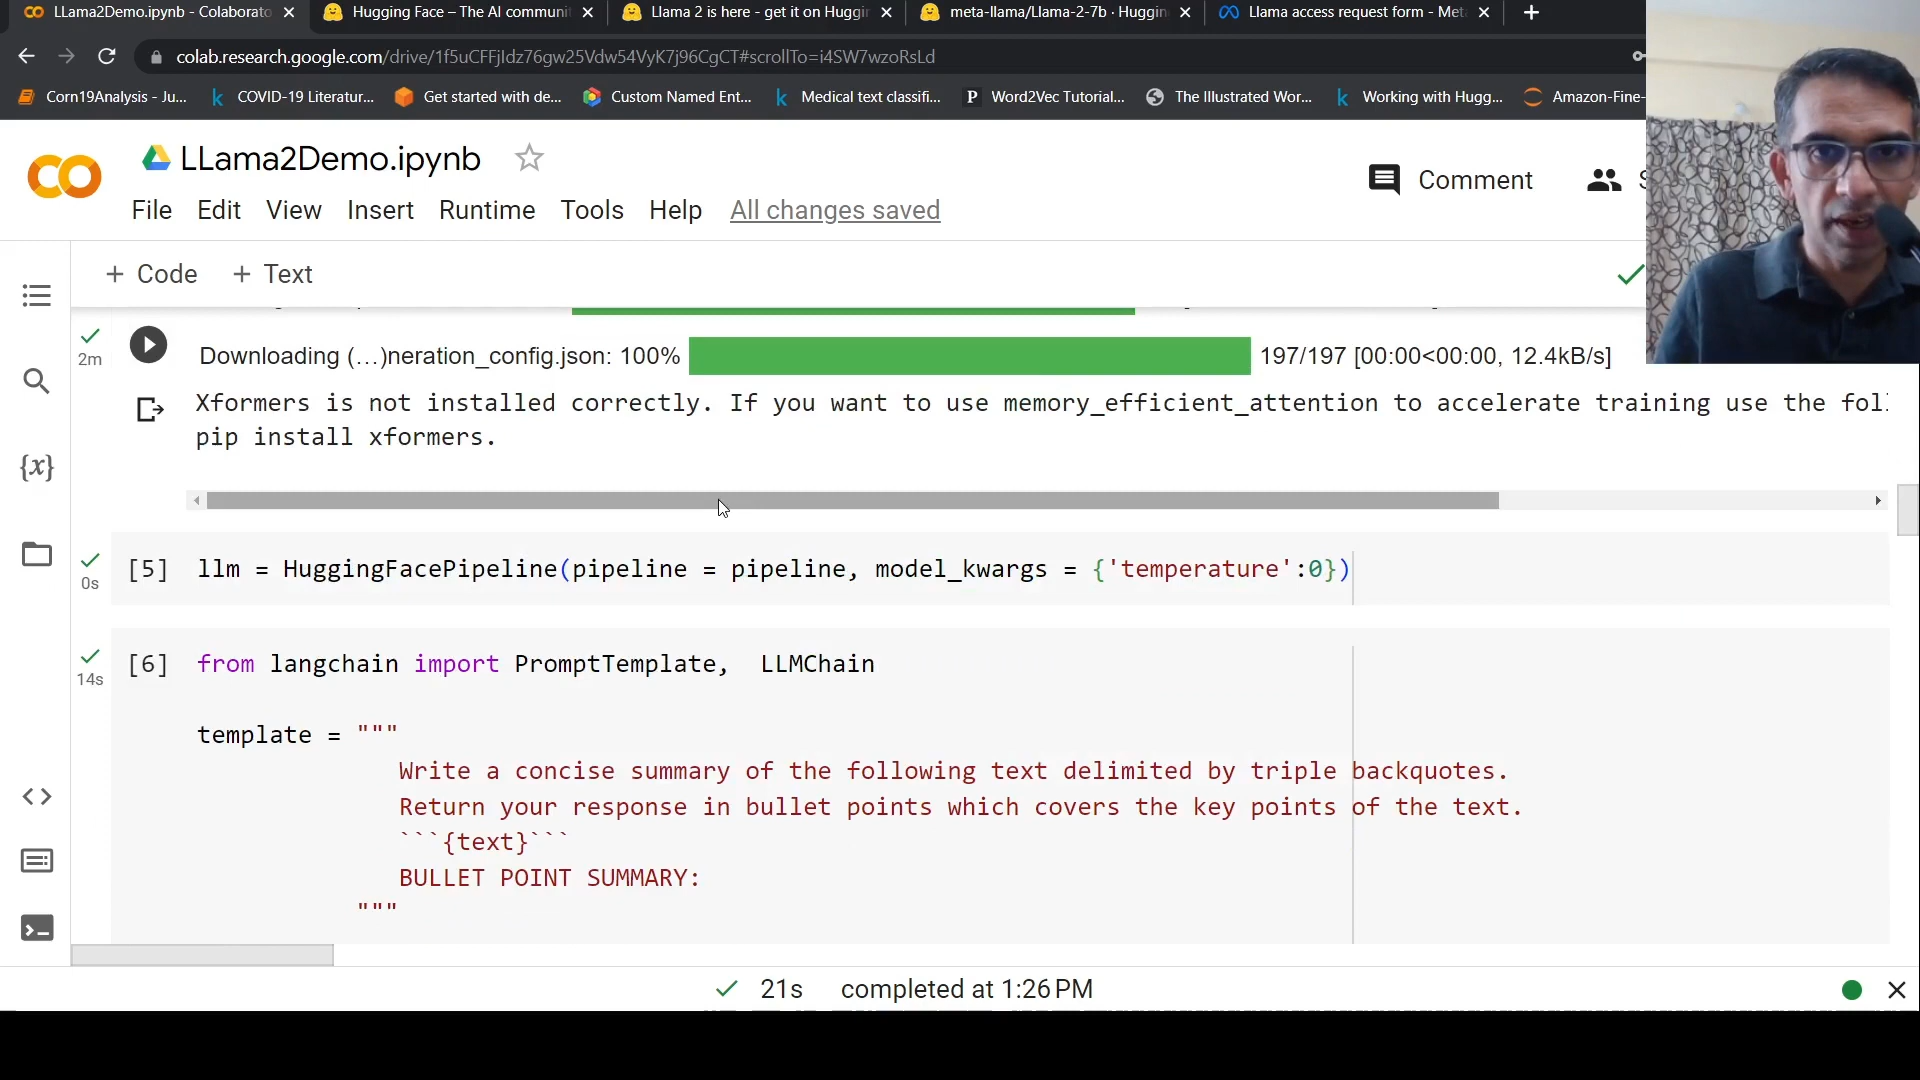 LLama2Demo.ipynb - Colaborato
Hugging Face – The AI communit
Llama 2 is here - get it on Huggin
meta-llama/Llama-2-7b · Huggin
Llama access request form - Met
colab.research.google.com/drive/1f5uCFFjIdz76gw25Vdw54VyK7j96CgCT#scrollTo=i4SW7wzoRsLd
Corn19Analysis - Ju...
COVID-19 Literatur...
Get started with de...
Custom Named Ent...
Medical text classifi...
Word2Vec Tutorial...
The Illustrated Wor...
Working with Hugg...
Amazon-Fine-
LLama2Demo.ipynb
Comment
File Edit View Insert Runtime Tools Help All changes saved
+ Code + Text
2m
Downloading (…)neration_config.json: 100% 197/197 [00:00<00:00, 12.4kB/s]
Xformers is not installed correctly. If you want to use memory_efficient_attention to accelerate training use the fol
pip install xformers.
{x}
0s
[5] llm = HuggingFacePipeline(pipeline = pipeline, model_kwargs = {'temperature':0})
14s
[6] from langchain import PromptTemplate, LLMChain
template = """
Write a concise summary of the following text delimited by triple backquotes.
Return your response in bullet points which covers the key points of the text.
```{text}```
BULLET POINT SUMMARY:
"""
21s completed at 1:26 PM